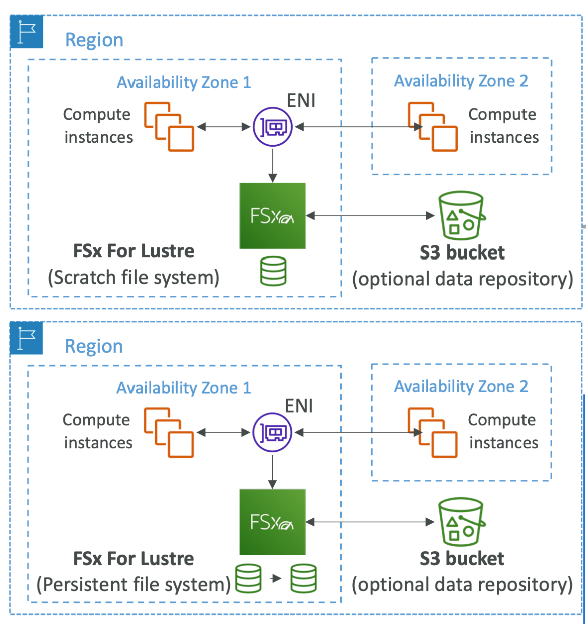 Region
Availability Zone 1
Availability Zone 2
ENI
Compute
instances
Compute
instances
FSx
FSx For Lustre
(Scratch file system)
S3 bucket
(optional data repository)
Region
Availability Zone 1
Availability Zone 2
ENI
Compute
instances
Compute
instances
FSx
FSx For Lustre
(Persistent file system)
S3 bucket
(optional data repository)